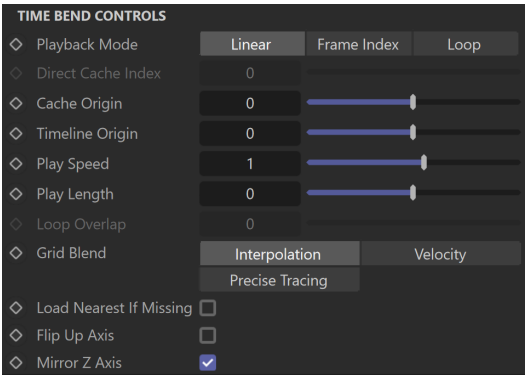 TIME BEND CONTROLS
Playback Mode Linear Frame Index Loop
Direct Cache Index 0
Cache Origin 0
Timeline Origin 0
Play Speed 1
Play Length 0
Loop Overlap 0
Grid Blend Interpolation Velocity
Precise Tracing
Load Nearest If Missing
Flip Up Axis
Mirror Z Axis